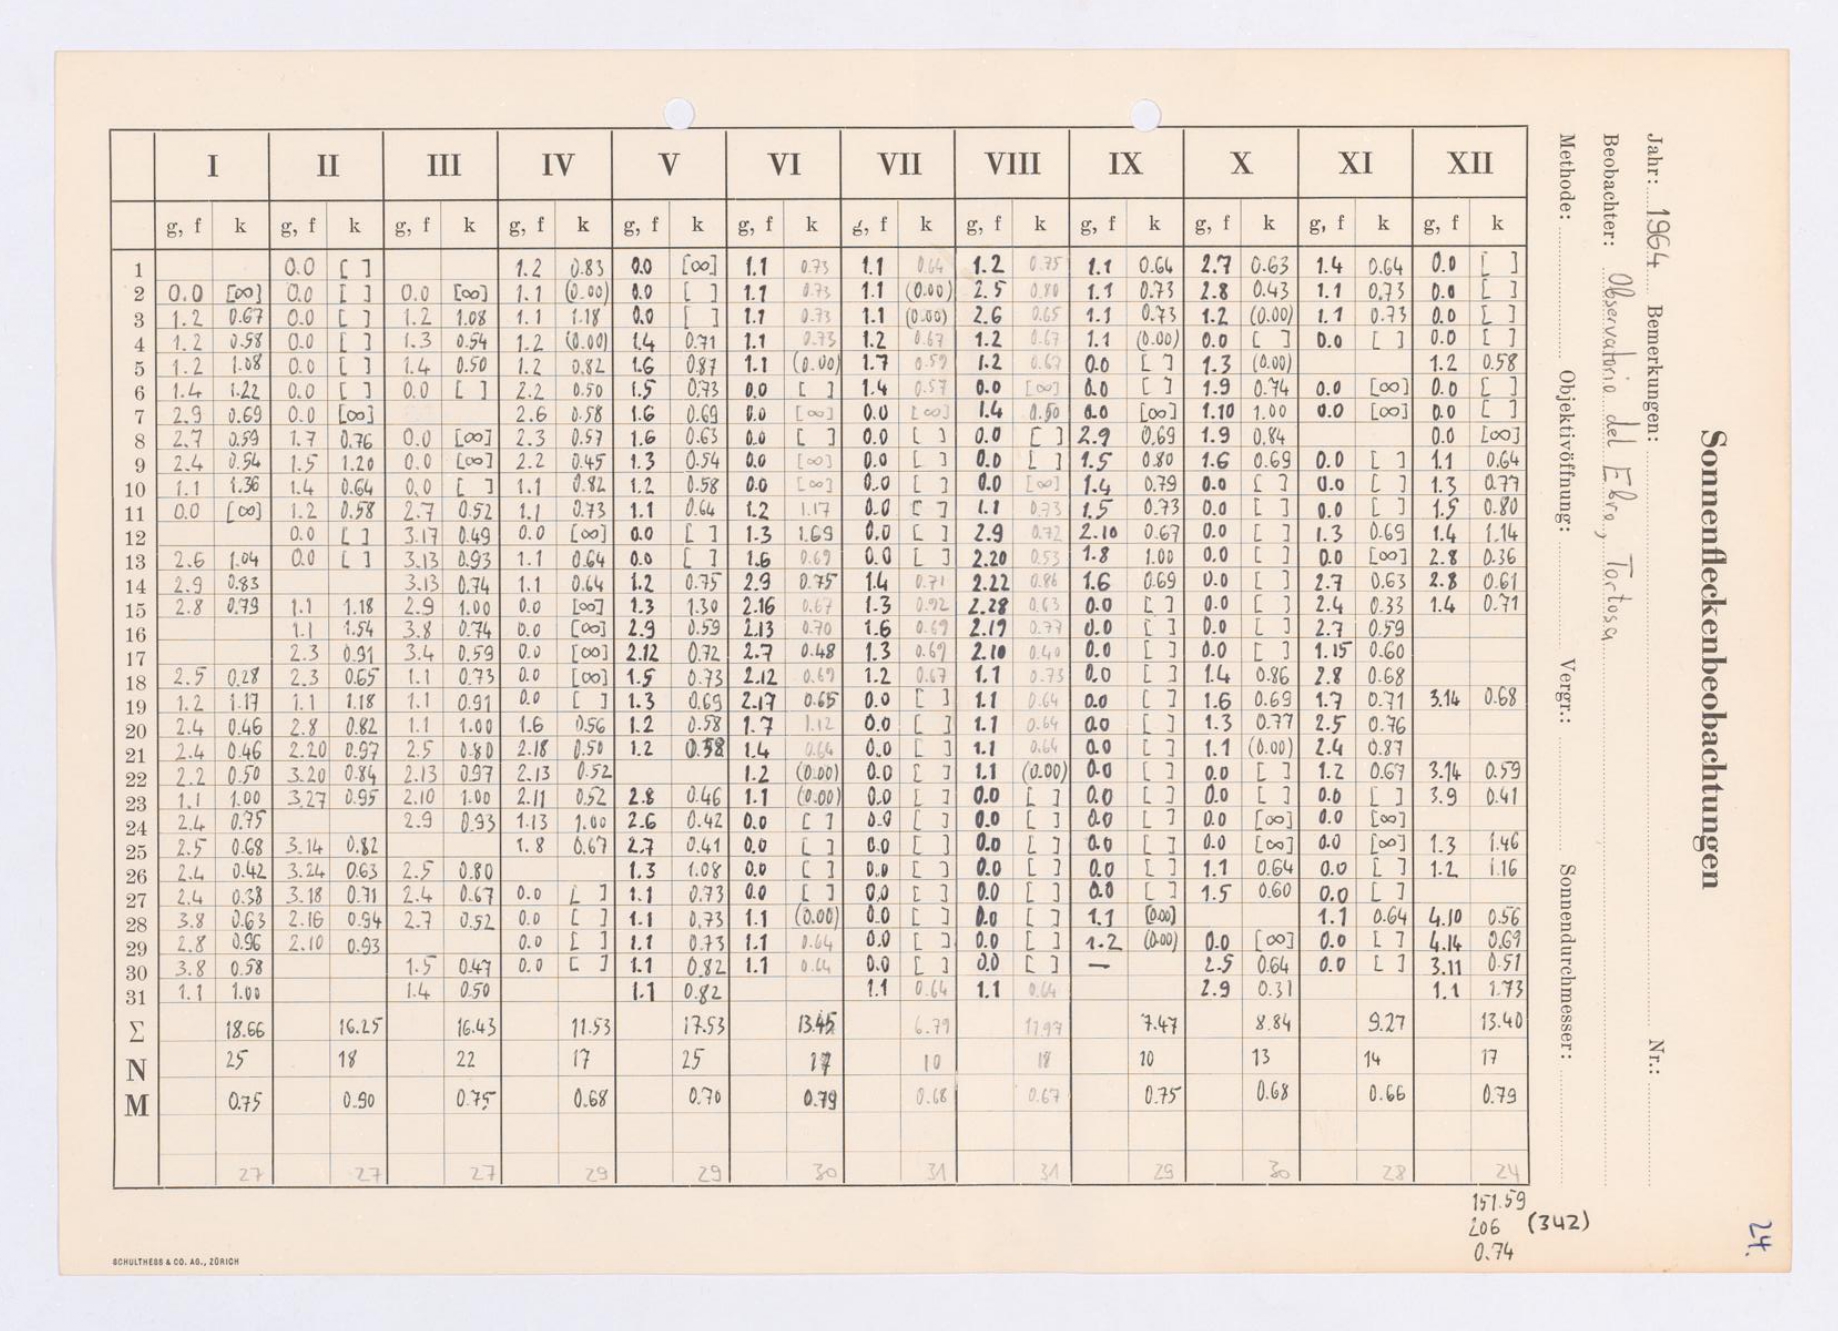 Sonnenfleckenbeobachtungen
Jahr: 1964 Bemerkungen: Nr.:
Beobachter: Observatorio del Ebro, Tortosa
Methode: Objektivöffnung: Vergr.: Sonnendurchmesser:
I II III IV V VI VII VIII IX X XI XII
g, f k g, f k g, f k g, f k g, f k g, f k g, f k g, f k g, f k g, f k g, f k g, f k
1 0.0 [ ] 1.2 0.83 0.0 [∞] 1.1 0.73 1.1 0.64 1.2 0.75 1.1 0.64 2.7 0.63 1.4 0.64 0.0 [ ]
2 0.0 [∞] 0.0 [ ] 0.0 [∞] 1.1 (0.00) 0.0 [ ] 1.1 0.73 1.1 (0.00) 2.5 0.80 1.1 0.73 2.8 0.43 1.1 0.73 0.0 [ ]
3 1.2 0.67 0.0 [ ] 1.2 1.08 1.1 1.18 0.0 [ ] 1.1 0.73 1.1 (0.00) 2.6 0.65 1.1 0.73 1.2 (0.00) 1.1 0.73 0.0 [ ]
4 1.2 0.58 0.0 [ ] 1.3 0.54 1.2 (0.00) 1.4 0.71 1.1 0.73 1.2 0.67 1.2 0.67 1.1 (0.00) 0.0 [ ] 0.0 [ ] 0.0 [ ]
5 1.2 1.08 0.0 [ ] 1.4 0.50 1.2 0.82 1.6 0.87 1.1 (0.00) 1.7 0.59 1.2 0.67 0.0 [ ] 1.3 (0.00) 1.2 0.58
6 1.4 1.22 0.0 [ ] 0.0 [ ] 2.2 0.50 1.5 0.73 0.0 [ ] 1.4 0.57 0.0 [∞] 0.0 [ ] 1.9 0.74 0.0 [∞] 0.0 [ ]
7 2.9 0.69 0.0 [∞] 2.6 0.58 1.6 0.69 0.0 [∞] 0.0 [∞] 1.4 0.50 0.0 [∞] 1.10 1.00 0.0 [∞] 0.0 [ ]
8 2.7 0.59 1.7 0.76 0.0 [∞] 2.3 0.57 1.6 0.63 0.0 [ ] 0.0 [ ] 0.0 [ ] 2.9 0.69 1.9 0.84 0.0 [∞]
9 2.4 0.54 1.5 1.20 0.0 [∞] 2.2 0.45 1.3 0.54 0.0 [∞] 0.0 [ ] 0.0 [ ] 1.5 0.80 1.6 0.69 0.0 [ ] 1.1 0.64
10 1.1 1.36 1.4 0.64 0.0 [ ] 1.1 0.82 1.2 0.58 0.0 [∞] 0.0 [ ] 0.0 [∞] 1.4 0.79 0.0 [ ] 0.0 [ ] 1.3 0.77
11 0.0 [∞] 1.2 0.58 2.7 0.52 1.1 0.73 1.1 0.64 1.2 1.17 0.0 [ ] 1.1 0.73 1.5 0.73 0.0 [ ] 0.0 [ ] 1.5 0.80
12 0.0 [ ] 3.17 0.49 0.0 [∞] 0.0 [ ] 1.3 1.69 0.0 [ ] 2.9 0.72 2.10 0.67 0.0 [ ] 1.3 0.69 1.4 1.14
13 2.6 1.04 0.0 [ ] 3.13 0.93 1.1 0.64 0.0 [ ] 1.6 0.69 0.0 [ ] 2.20 0.53 1.8 1.00 0.0 [ ] 0.0 [∞] 2.8 0.36
14 2.9 0.83 3.13 0.74 1.1 0.64 1.2 0.75 2.9 0.75 1.4 0.71 2.22 0.86 1.6 0.69 0.0 [ ] 2.7 0.63 2.8 0.61
15 2.8 0.79 1.1 1.18 2.9 1.00 0.0 [∞] 1.3 1.30 2.16 0.67 1.3 0.92 2.28 0.63 0.0 [ ] 0.0 [ ] 2.4 0.33 1.4 0.71
16 1.1 1.54 3.8 0.74 0.0 [∞] 2.9 0.59 2.13 0.70 1.6 0.69 2.19 0.77 0.0 [ ] 0.0 [ ] 2.7 0.59
17 2.3 0.91 3.4 0.59 0.0 [∞] 2.12 0.72 2.7 0.48 1.3 0.69 2.10 0.40 0.0 [ ] 0.0 [ ] 1.15 0.60
18 2.5 0.28 2.3 0.65 1.1 0.73 0.0 [∞] 1.5 0.73 2.12 0.69 1.2 0.67 1.1 0.73 0.0 [ ] 1.4 0.86 2.8 0.68
19 1.2 1.17 1.1 1.18 1.1 0.91 0.0 [ ] 1.3 0.69 2.17 0.65 0.0 [ ] 1.1 0.64 0.0 [ ] 1.6 0.69 1.7 0.71 3.14 0.68
20 2.4 0.46 2.8 0.82 1.1 1.00 1.6 0.56 1.2 0.58 1.7 1.12 0.0 [ ] 1.1 0.64 0.0 [ ] 1.3 0.77 2.5 0.76
21 2.4 0.46 2.20 0.97 2.5 0.80 2.18 0.50 1.2 0.58 1.4 0.64 0.0 [ ] 1.1 0.64 0.0 [ ] 1.1 (0.00) 2.4 0.87
22 2.2 0.50 3.20 0.84 2.13 0.97 2.13 0.52 1.2 (0.00) 0.0 [ ] 1.1 (0.00) 0.0 [ ] 0.0 [ ] 1.2 0.67 3.14 0.59
23 1.1 1.00 3.27 0.95 2.10 1.00 2.11 0.52 2.8 0.46 1.1 (0.00) 0.0 [ ] 0.0 [ ] 0.0 [ ] 0.0 [ ] 0.0 [ ] 3.9 0.41
24 2.4 0.75 2.9 0.93 1.13 1.00 2.6 0.42 0.0 [ ] 0.0 [ ] 0.0 [ ] 0.0 [ ] 0.0 [∞] 0.0 [∞]
25 2.5 0.68 3.14 0.82 1.8 0.67 2.7 0.41 0.0 [ ] 0.0 [ ] 0.0 [ ] 0.0 [ ] 0.0 [∞] 0.0 [∞] 1.3 1.46
26 2.4 0.42 3.24 0.63 2.5 0.80 1.3 1.08 0.0 [ ] 0.0 [ ] 0.0 [ ] 0.0 [ ] 1.1 0.64 0.0 [ ] 1.2 1.16
27 2.4 0.38 3.18 0.71 2.4 0.67 0.0 [ ] 1.1 0.73 0.0 [ ] 0.0 [ ] 0.0 [ ] 0.0 [ ] 1.5 0.60 0.0 [ ]
28 3.8 0.63 2.16 0.94 2.7 0.52 0.0 [ ] 1.1 0.73 1.1 (0.00) 0.0 [ ] 0.0 [ ] 1.1 (0.00) 1.1 0.64 4.10 0.56
29 2.8 0.96 2.10 0.93 0.0 [ ] 1.1 0.73 1.1 0.64 0.0 [ ] 0.0 [ ] 1.2 (0.00) 0.0 [∞] 0.0 [ ] 4.14 0.69
30 3.8 0.58 1.5 0.47 0.0 [ ] 1.1 0.82 1.1 0.64 0.0 [ ] 0.0 [ ] — 2.5 0.64 0.0 [ ] 3.11 0.51
31 1.1 1.00 1.4 0.50 1.1 0.82 1.1 0.64 1.1 0.64 2.9 0.31 1.1 1.73
Σ 18.66 16.25 16.43 11.53 17.53 13.45 6.79 11.97 7.47 8.84 9.27 13.40
N 25 18 22 17 25 17 10 18 10 13 14 17
M 0.75 0.90 0.75 0.68 0.70 0.79 0.68 0.67 0.75 0.68 0.66 0.79
27 27 27 29 29 30 31 31 29 30 28 24
151.59
206 (342)
0.74
24.
SCHULTHESS & CO. AG., ZÜRICH